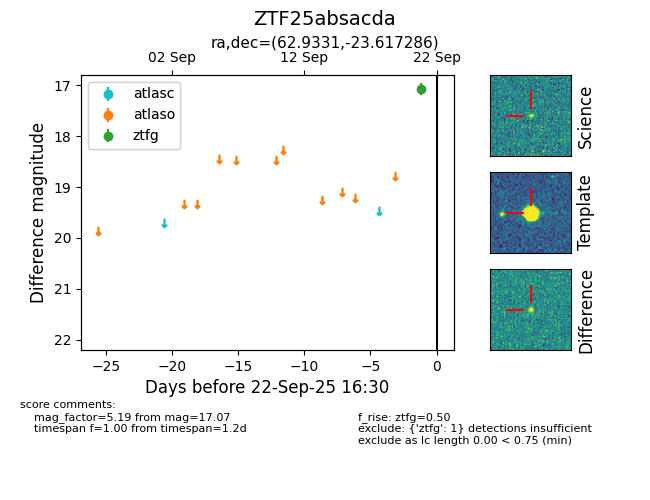 ZTF25absacda
ra,dec=(62.9331,-23.617286)
02 Sep
12 Sep
22 Sep
atlasc
atlaso
ztfg
17
18
19
20
21
22
Difference magnitude
−25
−20
−15
−10
−5
0
Days before 22-Sep-25 16:30
Science
Template
Difference
score comments:
mag_factor=5.19 from mag=17.07
timespan f=1.00 from timespan=1.2d
f_rise: ztfg=0.50
exclude: {'ztfg': 1} detections insufficient
exclude as lc length 0.00 < 0.75 (min)